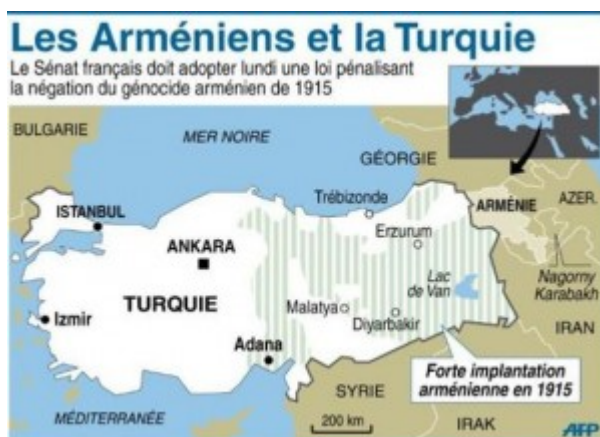 Les Arméniens et la Turquie
Le Sénat français doit adopter lundi une loi pénalisant
la négation du génocide arménien de 1915
BULGARIE
MER NOIRE
GÉORGIE
Trébizonde
ARMÉNIE
AZER.
ISTANBUL
Erzurum
ANKARA
Lac
de Van
Nagorny
Karabakh
TURQUIE
Malatya
Izmir
Diyarbakir
IRAN
Adana
Forte implantation
arménienne en 1915
SYRIE
MÉDITERRANÉE
200 km
IRAK
AFP